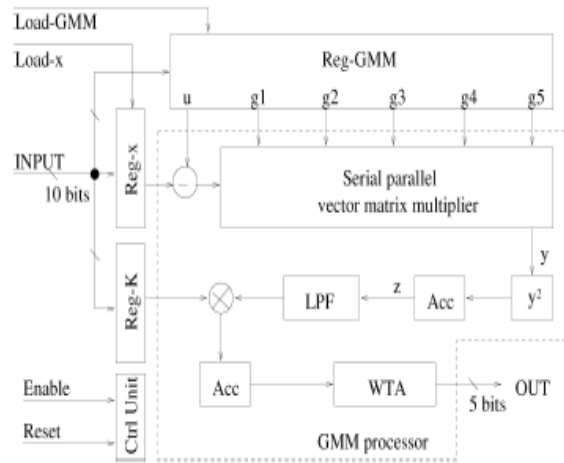 Load-GMM
Load-x
Reg-GMM
u g1 g2 g3 g4 g5
INPUT
10 bits
Reg-x
−
Serial parallel
vector matrix multiplier
y
Reg-K
LPF
z
Acc
y²
Acc
WTA
OUT
5 bits
Enable
Reset
Ctrl Unit
GMM processor